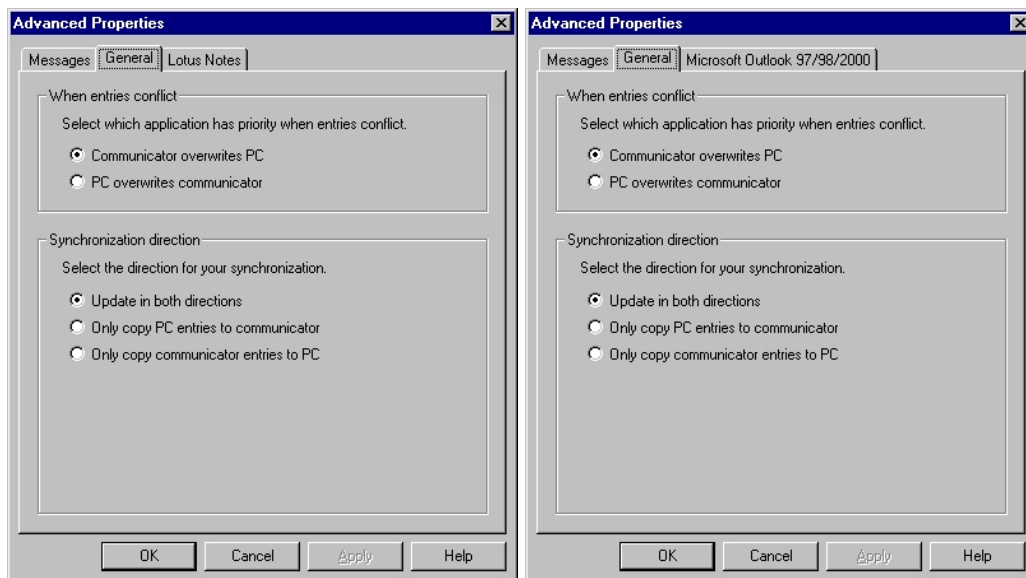 Advanced Properties
Messages General Lotus Notes
When entries conflict
Select which application has priority when entries conflict.
Communicator overwrites PC
PC overwrites communicator
Synchronization direction
Select the direction for your synchronization.
Update in both directions
Only copy PC entries to communicator
Only copy communicator entries to PC
OK Cancel Apply Help
Advanced Properties
Messages General Microsoft Outlook 97/98/2000
When entries conflict
Select which application has priority when entries conflict.
Communicator overwrites PC
PC overwrites communicator
Synchronization direction
Select the direction for your synchronization.
Update in both directions
Only copy PC entries to communicator
Only copy communicator entries to PC
OK Cancel Apply Help